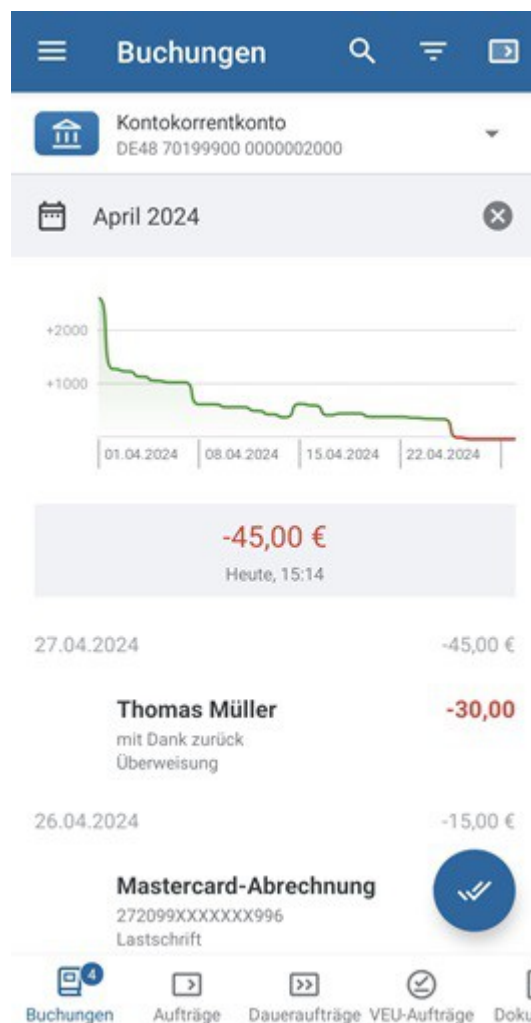 Buchungen
Kontokorrentkonto
DE48 70199900 0000002000
April 2024
+2000
+1000
01.04.2024 08.04.2024 15.04.2024 22.04.2024
-45,00 €
Heute, 15:14
27.04.2024 -45,00 €
Thomas Müller -30,00
mit Dank zurück
Überweisung
26.04.2024 -15,00 €
Mastercard-Abrechnung
272099XXXXXXX996
Lastschrift
4
Buchungen Aufträge Daueraufträge VEU-Aufträge Doku